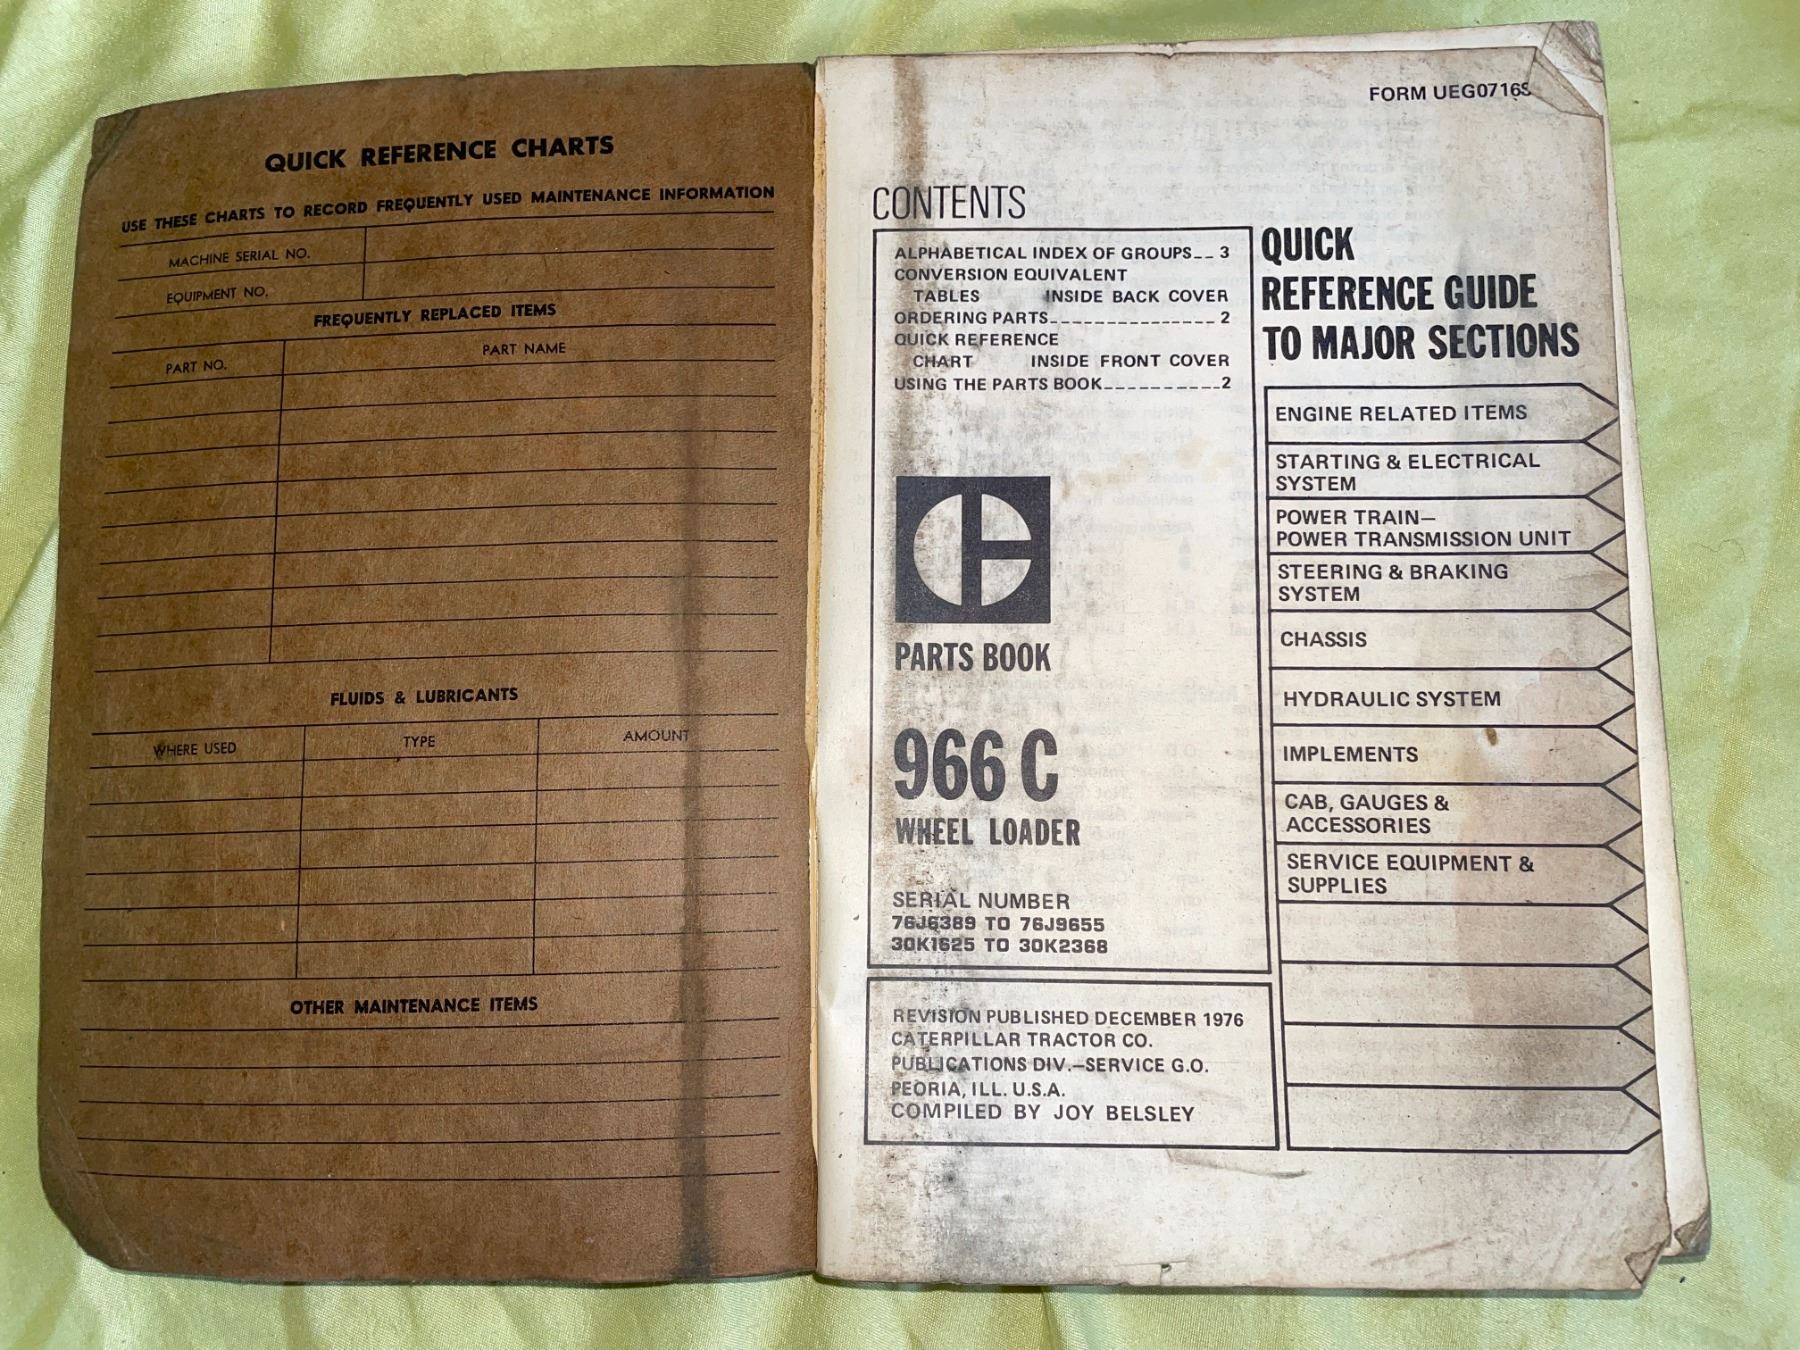 QUICK REFERENCE CHARTS
USE THESE CHARTS TO RECORD FREQUENTLY USED MAINTENANCE INFORMATION
MACHINE SERIAL NO.
EQUIPMENT NO.
FREQUENTLY REPLACED ITEMS
PART NO. PART NAME
FLUIDS & LUBRICANTS
WHERE USED TYPE AMOUNT
OTHER MAINTENANCE ITEMS
FORM UEG0716S
CONTENTS
ALPHABETICAL INDEX OF GROUPS__ 3
CONVERSION EQUIVALENT
TABLES INSIDE BACK COVER
ORDERING PARTS_______________ 2
QUICK REFERENCE
CHART INSIDE FRONT COVER
USING THE PARTS BOOK__________2
PARTS BOOK
966 C
WHEEL LOADER
SERIAL NUMBER
76J6389 TO 76J9655
30K1625 TO 30K2368
REVISION PUBLISHED DECEMBER 1976
CATERPILLAR TRACTOR CO.
PUBLICATIONS DIV.–SERVICE G.O.
PEORIA, ILL. U.S.A.
COMPILED BY JOY BELSLEY
QUICK
REFERENCE GUIDE
TO MAJOR SECTIONS
ENGINE RELATED ITEMS
STARTING & ELECTRICAL
SYSTEM
POWER TRAIN–
POWER TRANSMISSION UNIT
STEERING & BRAKING
SYSTEM
CHASSIS
HYDRAULIC SYSTEM
IMPLEMENTS
CAB, GAUGES &
ACCESSORIES
SERVICE EQUIPMENT &
SUPPLIES